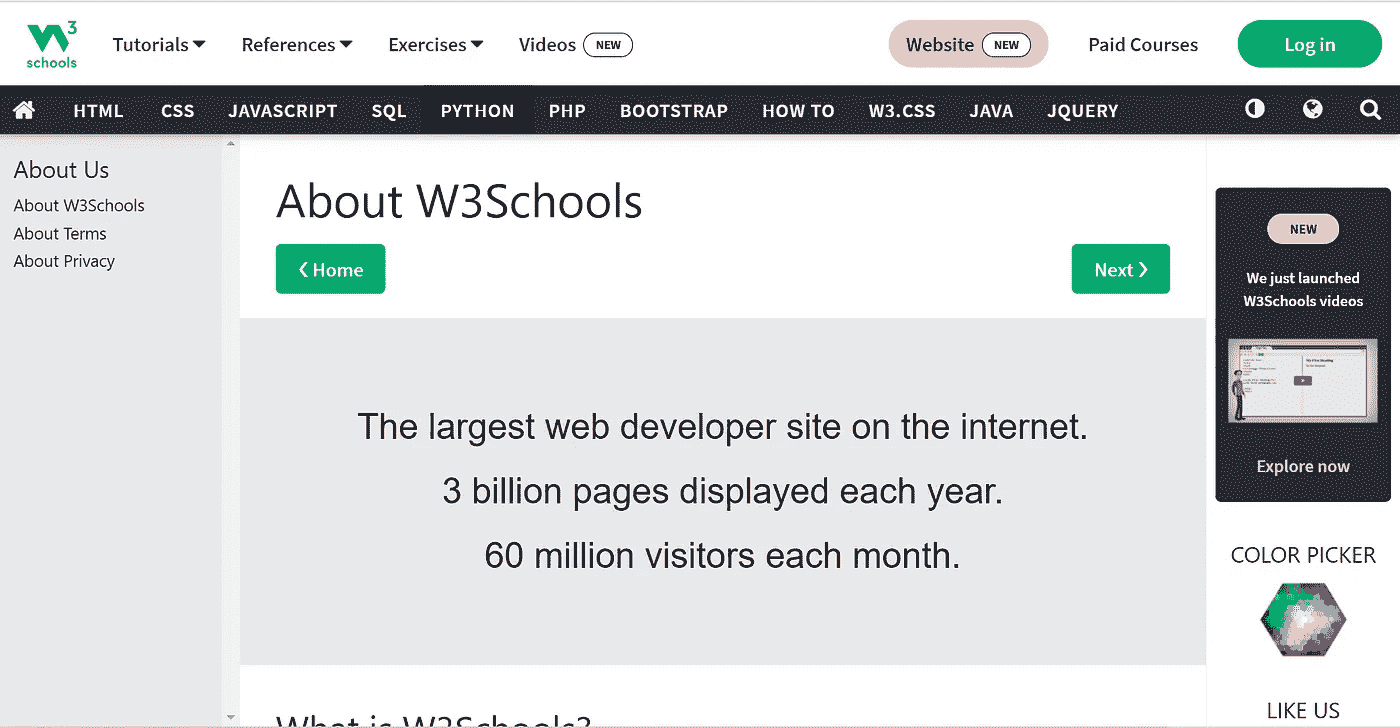 W3
schools
Tutorials
References
Exercises
Videos
NEW
Website
NEW
Paid Courses
Log in
HTML
CSS
JAVASCRIPT
SQL
PYTHON
PHP
BOOTSTRAP
HOW TO
W3.CSS
JAVA
JQUERY
About Us
About W3Schools
About Terms
About Privacy
About W3Schools
❮ Home
Next ❯
The largest web developer site on the internet.
3 billion pages displayed each year.
60 million visitors each month.
What is W3Schools?
NEW
We just launched
W3Schools videos
Explore now
COLOR PICKER
LIKE US